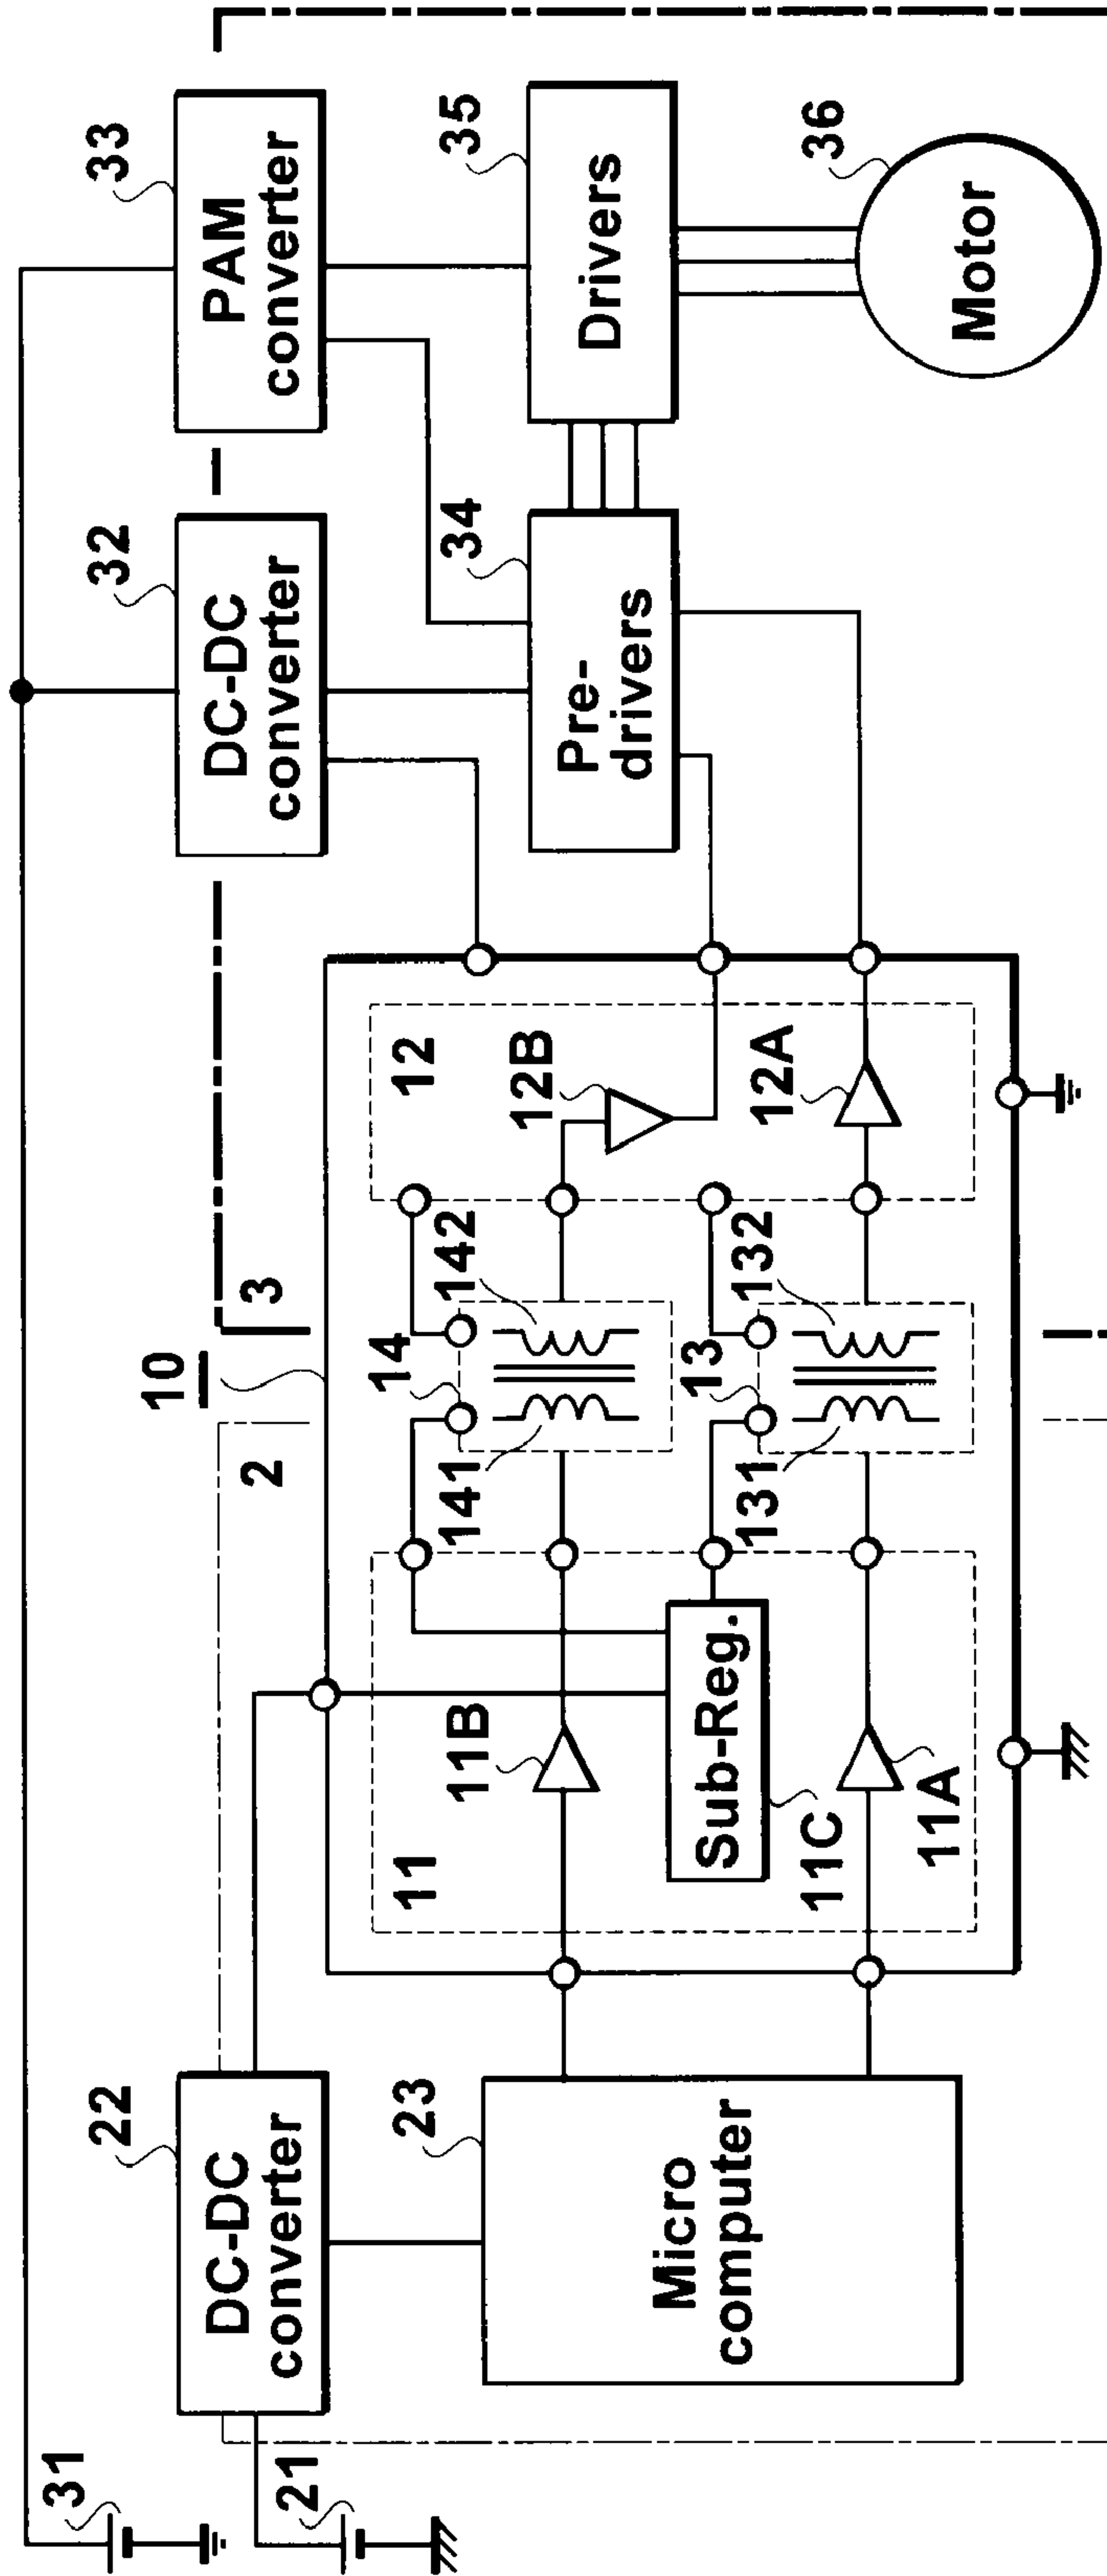 31
21
22
DC-DC
converter
23
Micro
computer
2
10
3
11
11B
Sub-Reg.
11C
11A
14
141
142
13
131
132
12
12B
12A
32
DC-DC
converter
33
PAM
converter
34
Pre-
drivers
35
Drivers
36
Motor